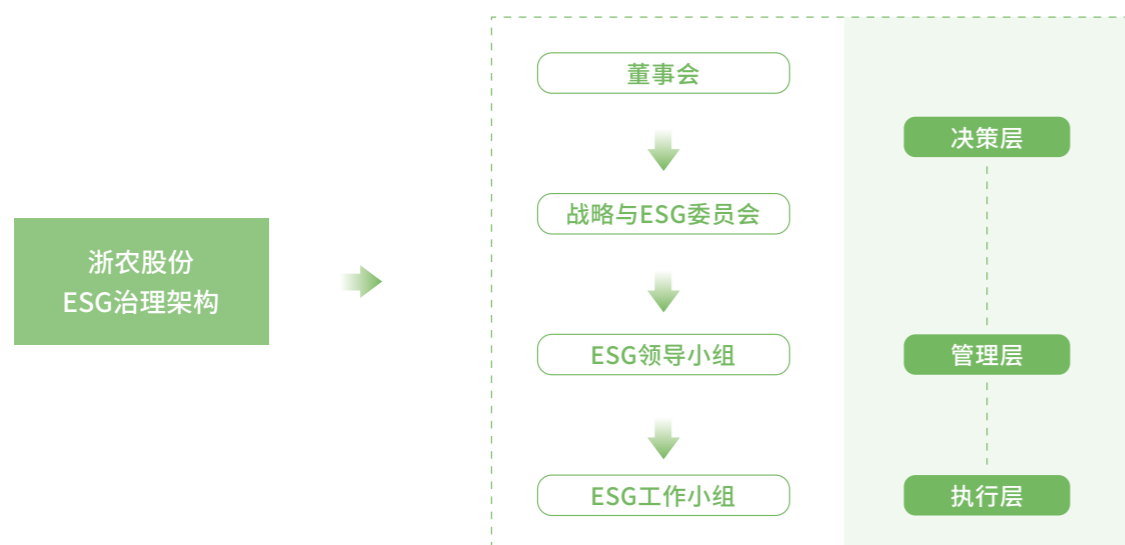 浙农股份
ESG治理架构
董事会
战略与ESG委员会
ESG领导小组
ESG工作小组
决策层
管理层
执行层